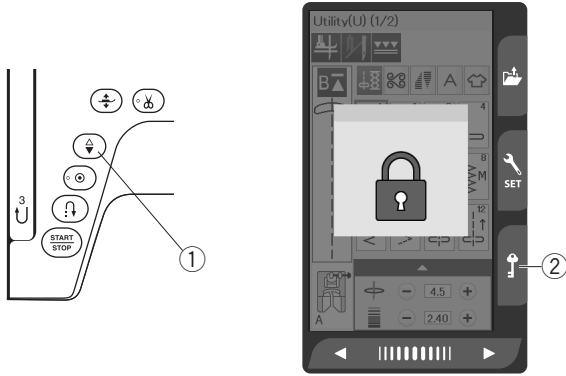 3
START
STOP
①
Utility(U) (1/2)
B
A
4
8
M
12
SET
4.5
2.40
A
②